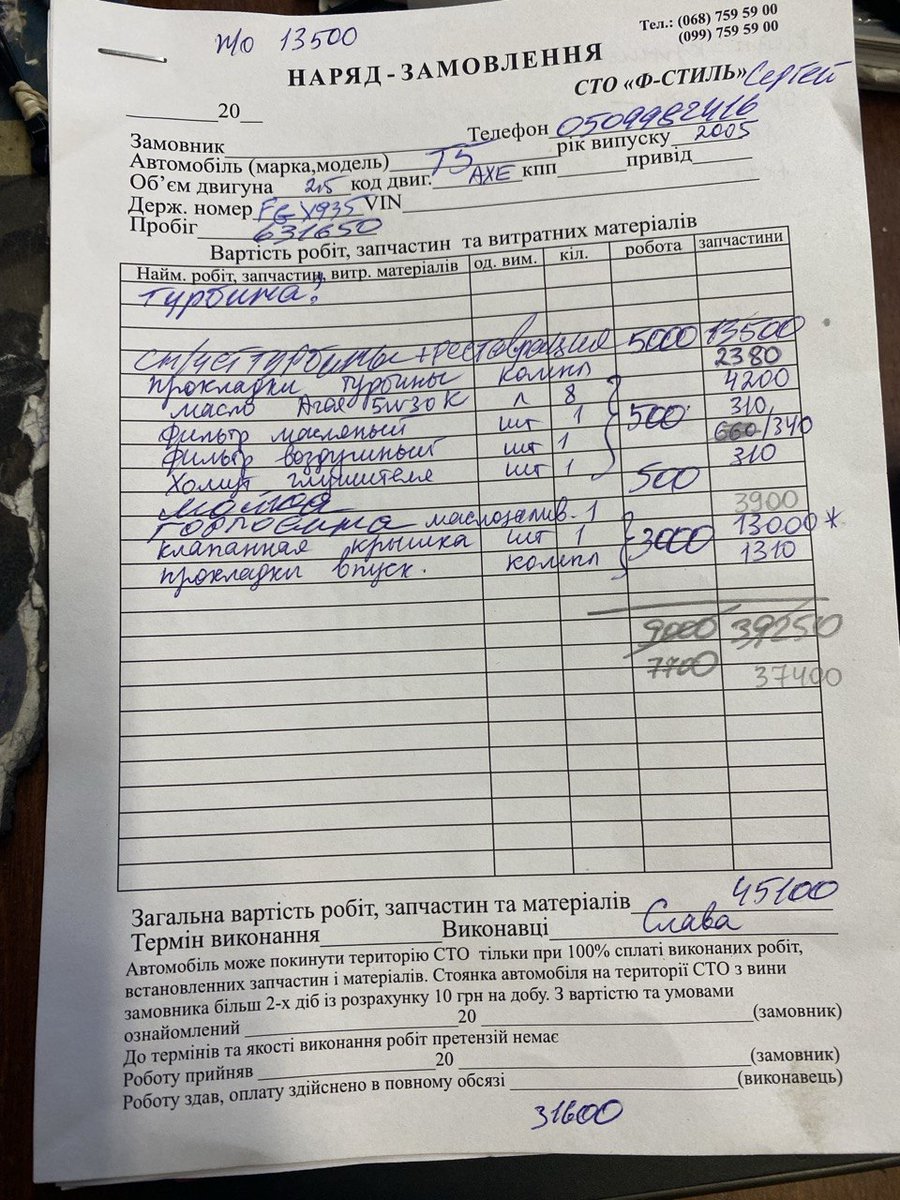 п/о 13500
Тел.: (068) 759 59 00
(099) 759 59 00
НАРЯД - ЗАМОВЛЕННЯ
СТО «Ф-СТИЛЬ» Сергей
20
Замовник Телефон 0509982416
Автомобіль (марка,модель) Т5 рік випуску 2005
Об’єм двигуна 2,5 код двиг. AXE кпп привід
Держ. номер VIN
Пробіг 631650
Вартість робіт, запчастин та витратних матеріалів
Найм. робіт, запчастин, витр. матеріалів од. вим. кіл. робота запчастини
Турбина:
ст/уст турбины + реставрация 5000 13500
прокладки турбины компл 2380
масло 5W30 К л 8 4200
Фильтр масляный шт 1 500 310
Фильтр воздушный шт 1 660/340
Хомут глушителя шт 1 310
мойка 500
Горловина маслозалив. 1 3900
клапанная крышка шт 1 3000 13000*
прокладки впуск. компл 1310
9000 39250
7700 37400
Загальна вартість робіт, запчастин та матеріалів 45100
Термін виконання Виконавці Слава
Автомобіль може покинути територію СТО тільки при 100% сплаті виконаних робіт,
встановленних запчастин і матеріалів. Стоянка автомобіля на території СТО з вини
замовника більш 2-х діб із розрахунку 10 грн на добу. З вартістю та умовами
ознайомлений 20 (замовник)
До термінів та якості виконання робіт претензій немає
Роботу прийняв 20 (замовник)
Роботу здав, оплату здійснено в повному обсязі (виконавець)
31600